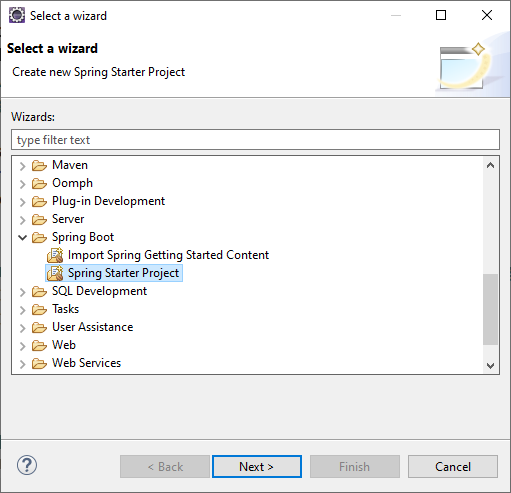 Select a wizard
Select a wizard
Create new Spring Starter Project
Wizards:
type filter text
Maven
Oomph
Plug-in Development
Server
Spring Boot
Import Spring Getting Started Content
Spring Starter Project
SQL Development
Tasks
User Assistance
Web
Web Services
? < Back Next > Finish Cancel